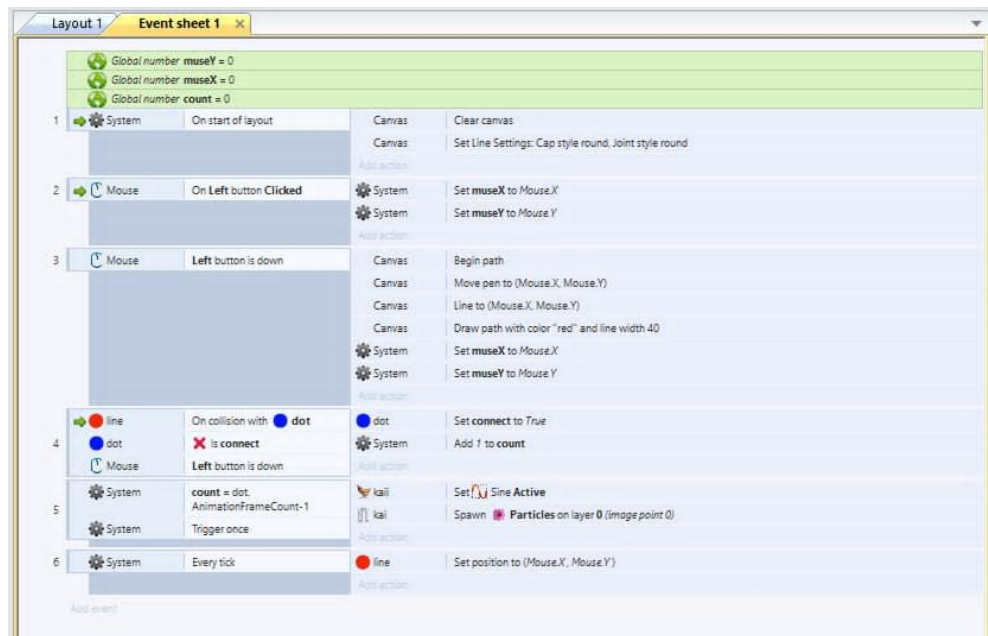 Layout 1 Event sheet 1 ×
Global number museY = 0
Global number museX = 0
Global number count = 0
1 System On start of layout Canvas Clear canvas
Canvas Set Line Settings: Cap style round, Joint style round
Add action
2 Mouse On Left button Clicked System Set museX to Mouse.X
System Set museY to Mouse.Y
Add action
3 Mouse Left button is down Canvas Begin path
Canvas Move pen to (Mouse.X, Mouse.Y)
Canvas Line to (Mouse.X, Mouse.Y)
Canvas Draw path with color "red" and line width 40
System Set museX to Mouse.X
System Set museY to Mouse.Y
Add action
line On collision with dot dot Set connect to True
4 dot Is connect System Add 1 to count
Mouse Left button is down Add action
5 System count = dot. kaii Set Sine Active
AnimationFrameCount-1 kai Spawn Particles on layer 0 (image point 0)
System Trigger once Add action
6 System Every tick line Set position to (Mouse.X, Mouse.Y)
Add action
Add event